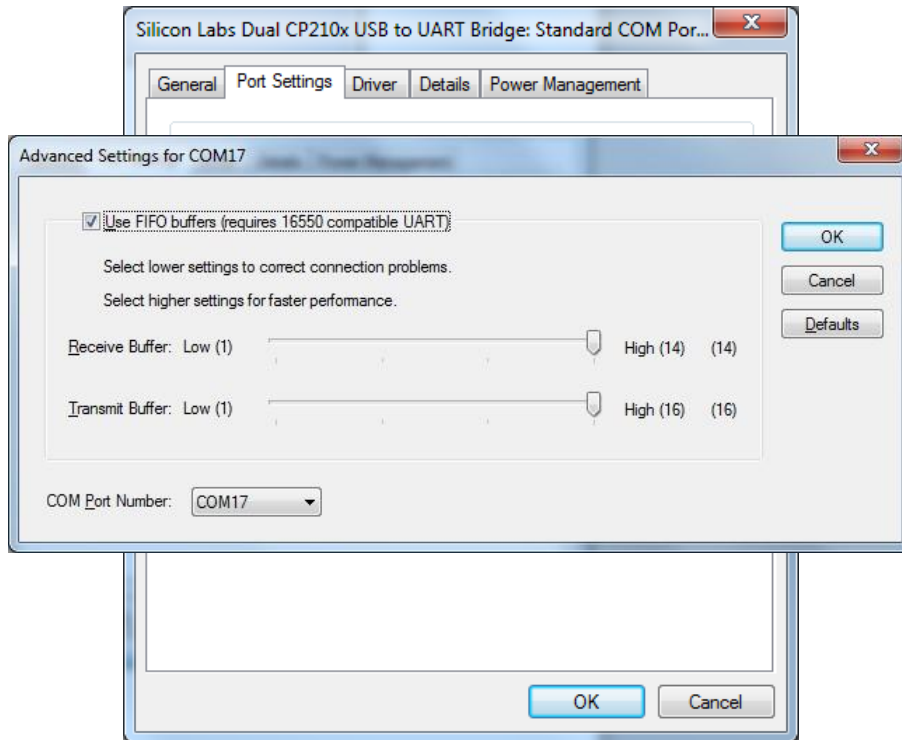 Silicon Labs Dual CP210x USB to UART Bridge: Standard COM Por...
General Port Settings Driver Details Power Management
Advanced Settings for COM17
Use FIFO buffers (requires 16550 compatible UART)
OK
Select lower settings to correct connection problems.
Cancel
Select higher settings for faster performance.
Defaults
Receive Buffer: Low (1) High (14) (14)
Transmit Buffer: Low (1) High (16) (16)
COM Port Number: COM17
OK Cancel